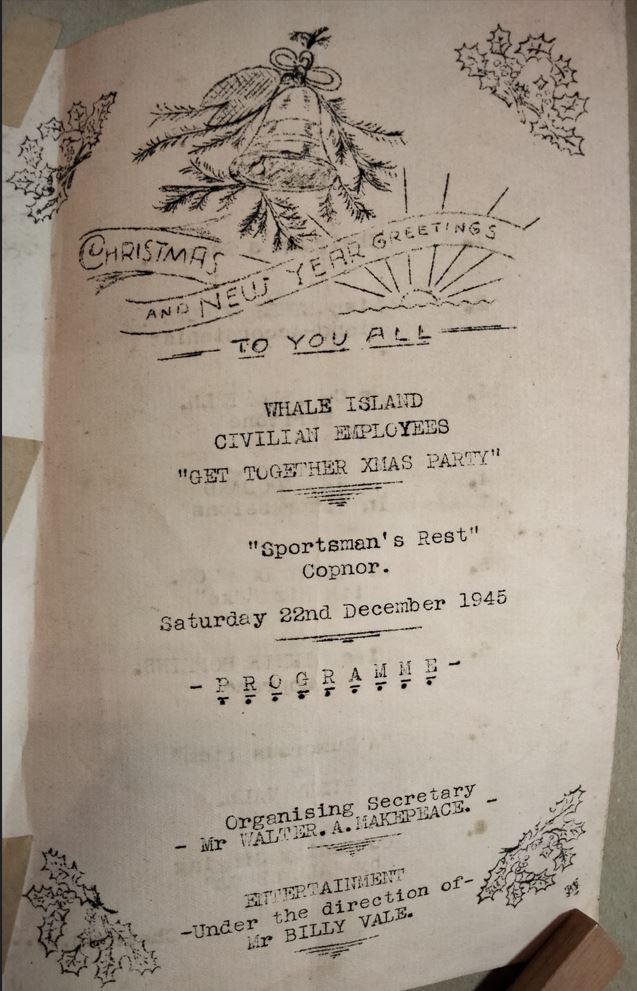 CHRISTMAS
AND NEW YEAR GREETINGS
TO YOU ALL
WHALE ISLAND
CIVILIAN EMPLOYEES
"GET TOGETHER XMAS PARTY"
"Sportsman's Rest"
Copnor.
Saturday 22nd December 1945
- P R O G R A M M E -
Organising Secretary
- Mr WALTER. A. MAKEPEACE. -
ENTERTAINMENT
-Under the direction of-
Mr BILLY VALE.